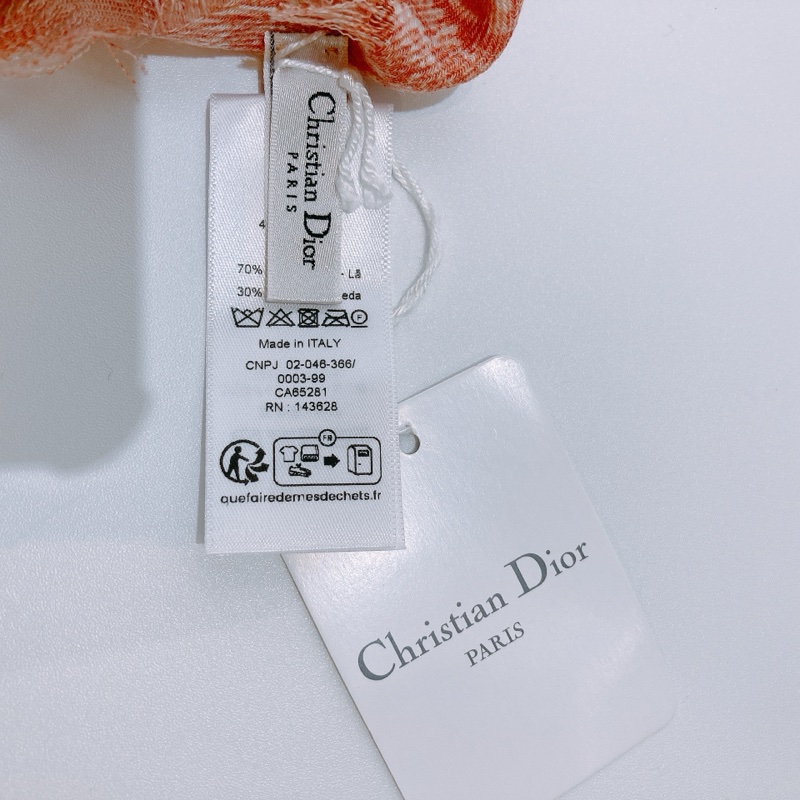 Christian Dior
PARIS
4
70% - Lã
30% eda
F
Made in ITALY
CNPJ 02-046-366/
0003-99
CA65281
RN : 143628
FR
quefairedemesdechets.fr
Christian Dior
PARIS